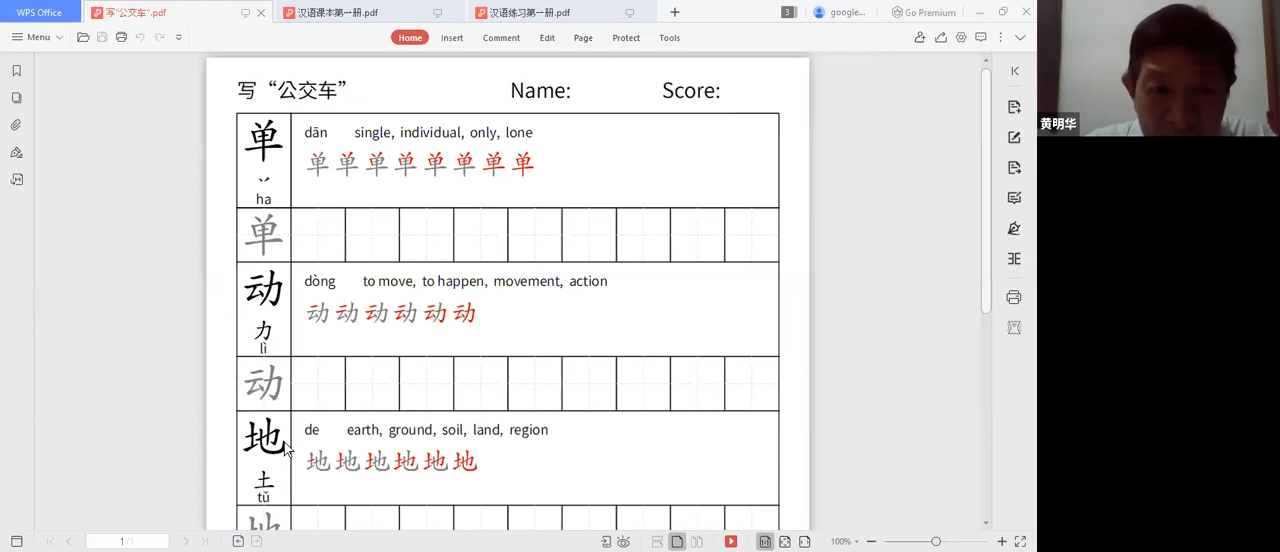 WPS Office 写“公交车”.pdf 汉语课本第一册.pdf 汉语练习第一册.pdf + 3 google... Go Premium
Menu Home Insert Comment Edit Page Protect Tools
黄明华
写“公交车” Name: Score:
单 dān single, individual, only, lone
单 单 单 单 单 单 单 单
丷
ha
单
动 dòng to move, to happen, movement, action
动 动 动 动 动 动
力
lì
动
地 de earth, ground, soil, land, region
地 地 地 地 地 地
土
tǔ
地
1/1 100%